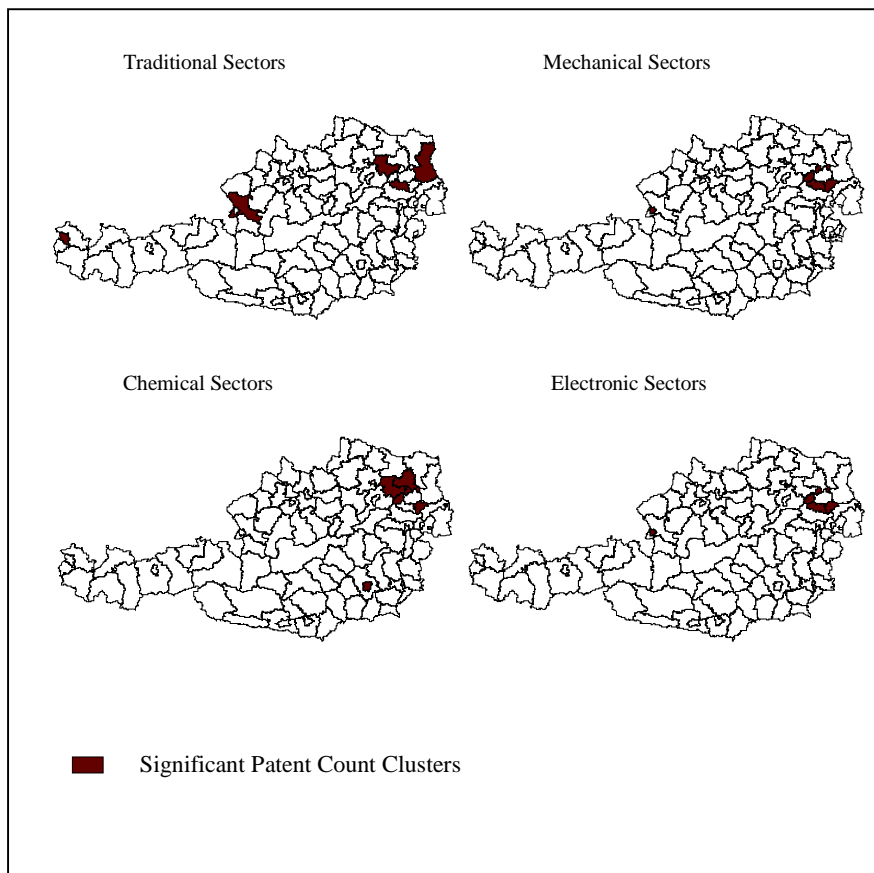 Traditional Sectors
Mechanical Sectors
Chemical Sectors
Electronic Sectors
Significant Patent Count Clusters